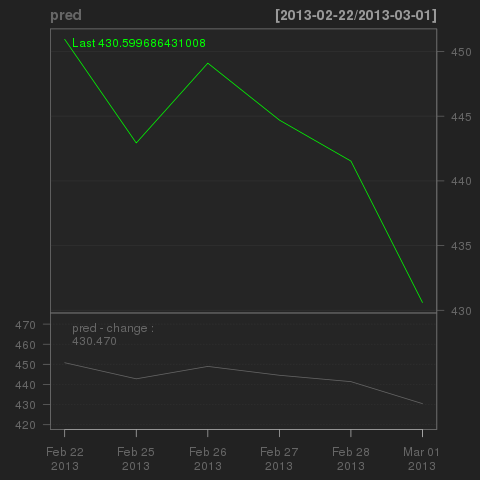 pred [2013-02-22/2013-03-01]
Last 430.599686431008
450
445
440
435
430
pred - change :
430.470
470
460
450
440
430
420
Feb 22 Feb 25 Feb 26 Feb 27 Feb 28 Mar 01
2013 2013 2013 2013 2013 2013